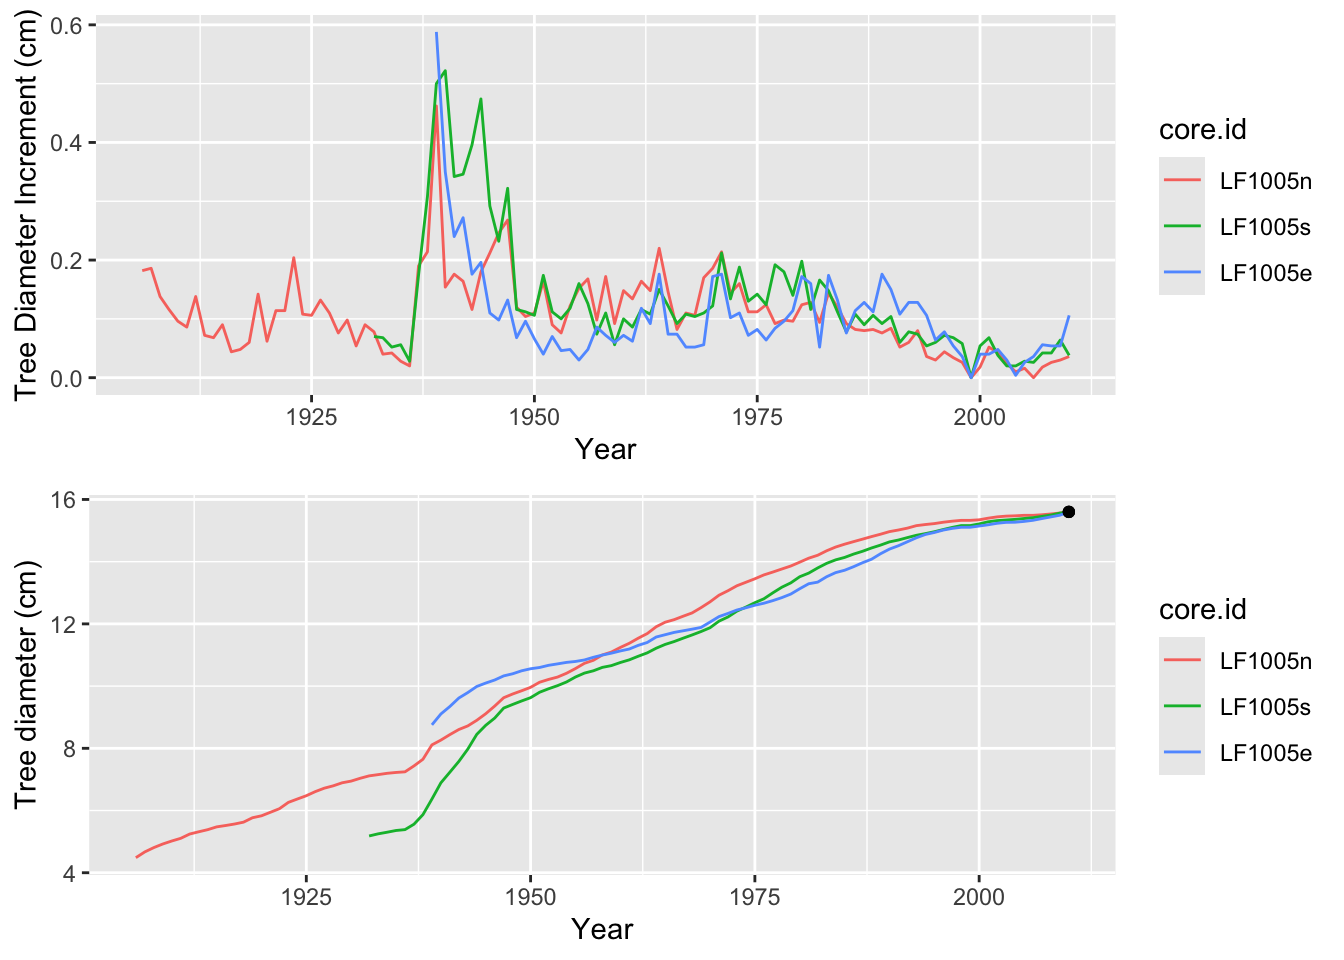 Tree Diameter Increment (cm)
0.6
0.4
0.2
0.0
1925 1950 1975 2000
Year
core.id
LF1005n
LF1005s
LF1005e
Tree diameter (cm)
16
12
8
4
1925 1950 1975 2000
Year
core.id
LF1005n
LF1005s
LF1005e